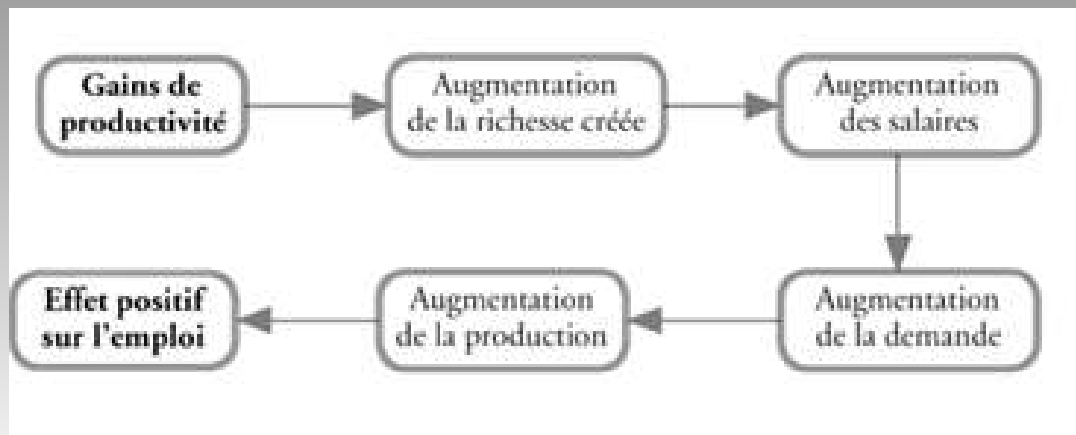 Gains de
productivité
Augmentation
de la richesse créée
Augmentation
des salaires
Augmentation
de la demande
Augmentation
de la production
Effet positif
sur l'emploi